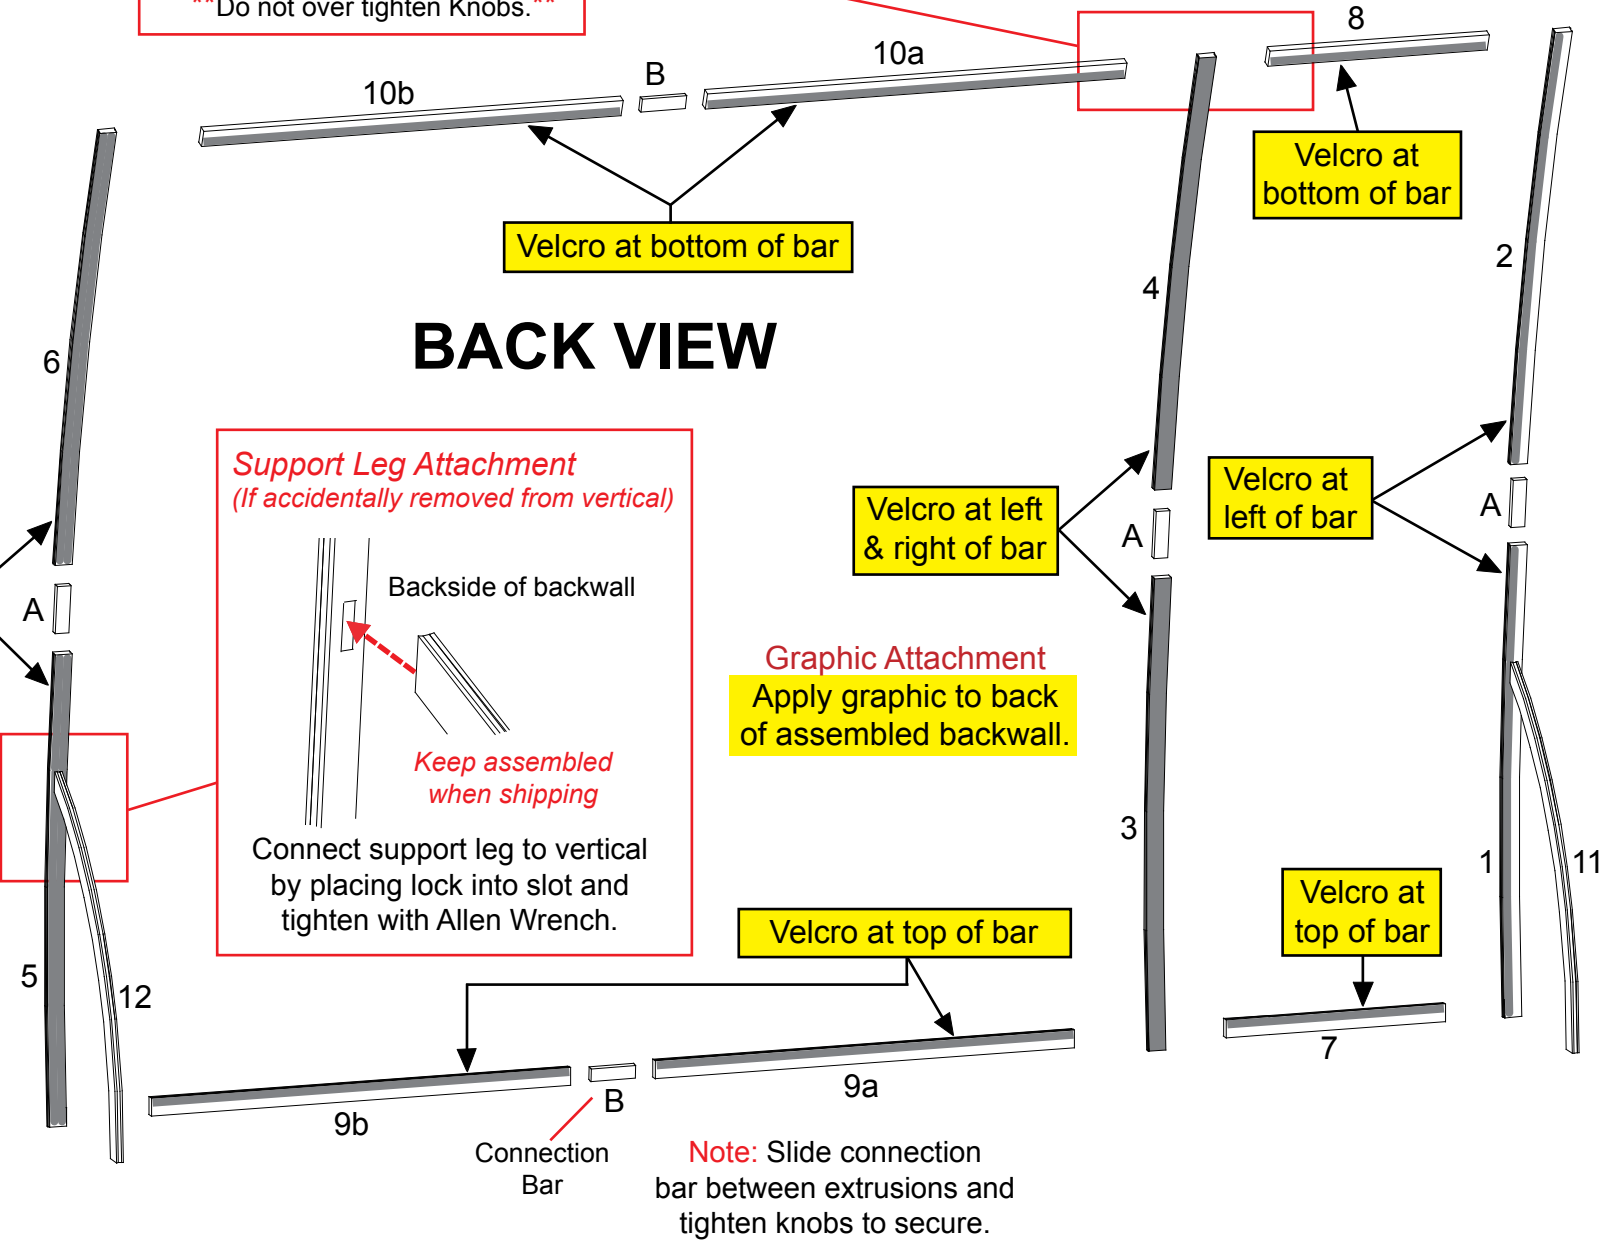 **Do not over tighten Knobs.**
8
10a
B
10b
Velcro at
bottom of bar
Velcro at bottom of bar
2
4
BACK VIEW
6
Support Leg Attachment
(If accidentally removed from vertical)
Backside of backwall
Keep assembled
when shipping
Connect support leg to vertical
by placing lock into slot and
tighten with Allen Wrench.
Velcro at left
& right of bar
A
Velcro at
left of bar
A
A
Graphic Attachment
Apply graphic to back
of assembled backwall.
3
1
11
Velcro at
top of bar
Velcro at top of bar
5
12
7
9a
B
9b
Connection
Bar
Note: Slide connection
bar between extrusions and
tighten knobs to secure.